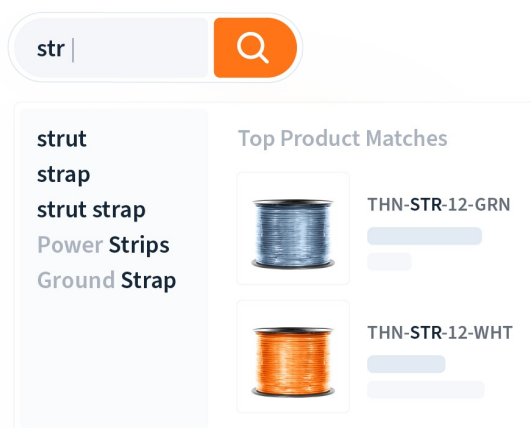 str
strut
strap
strut strap
Power Strips
Ground Strap
Top Product Matches
THN-STR-12-GRN
THN-STR-12-WHT